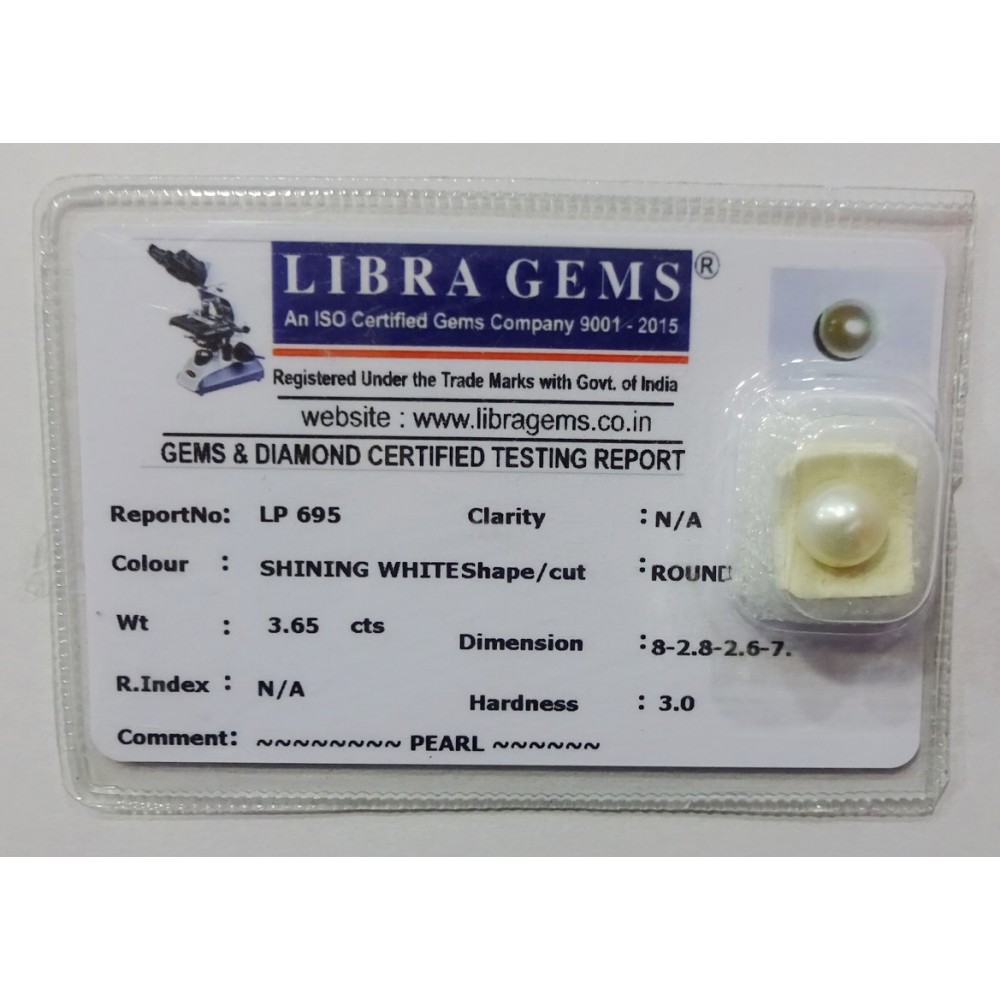 LIBRA GEMS ®
An ISO Certified Gems Company 9001 - 2015
Registered Under the Trade Marks with Govt. of India
website : www.libragems.co.in
GEMS & DIAMOND CERTIFIED TESTING REPORT
ReportNo: LP 695 Clarity : N/A
Colour : SHINING WHITE Shape/cut : ROUND
Wt : 3.65 cts Dimension : 8-2.8-2.6-7.
R.Index : N/A Hardness : 3.0
Comment: ~~~~~~~~ PEARL ~~~~~~